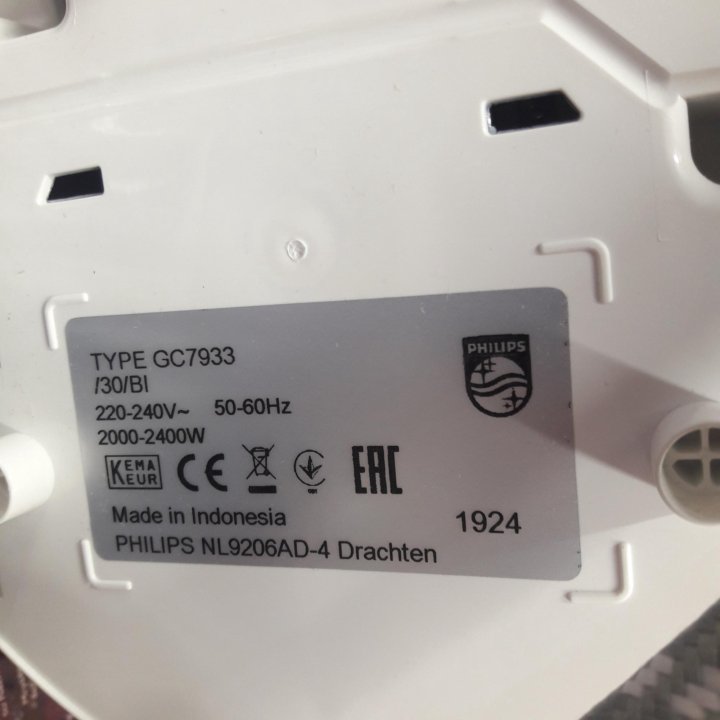 PHILIPS
TYPE GC7933
/30/BI
220-240V~ 50-60Hz
2000-2400W
KEMA
KEUR
CE
EAC
Made in Indonesia
1924
PHILIPS NL9206AD-4 Drachten